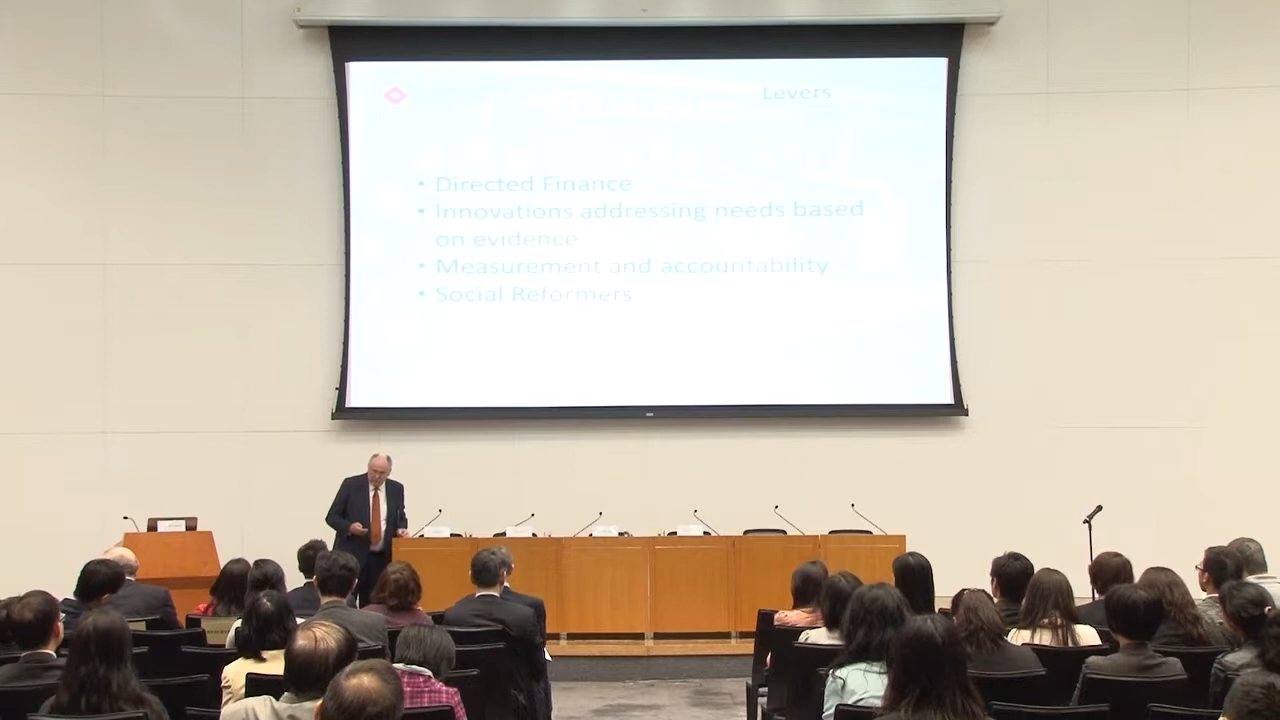 Levers
• Directed Finance
• Innovations addressing needs based
on evidence
• Measurement and accountability
• Social Reformers